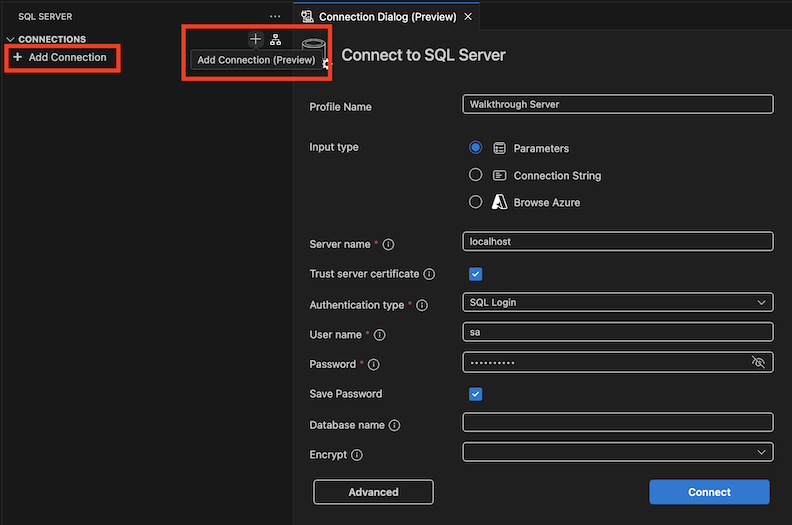 SQL SERVER
CONNECTIONS
Add Connection
Add Connection (Preview)
Connection Dialog (Preview)
Connect to SQL Server
Profile Name
Walkthrough Server
Input type
Parameters
Connection String
Browse Azure
Server name *
localhost
Trust server certificate
Authentication type *
SQL Login
User name *
sa
Password *
••••••••••
Save Password
Database name
Encrypt
Advanced
Connect